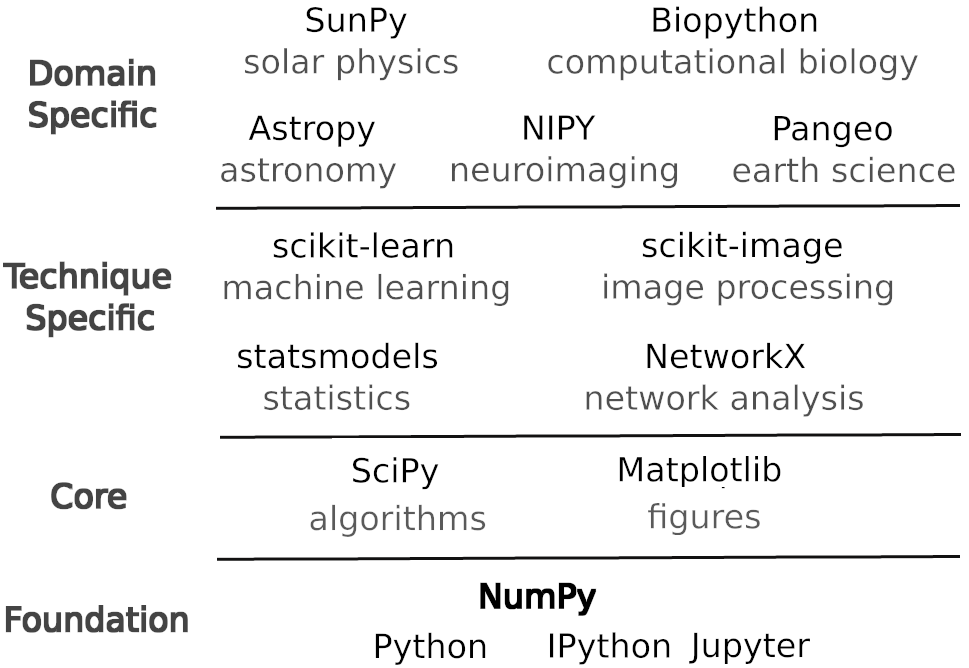 SunPy Biopython
solar physics computational biology
Domain
Specific
Astropy NIPY Pangeo
astronomy neuroimaging earth science
scikit-learn scikit-image
machine learning image processing
Technique
Specific
statsmodels NetworkX
statistics network analysis
SciPy Matplotlib
algorithms figures
Core
NumPy
Foundation
Python IPython Jupyter